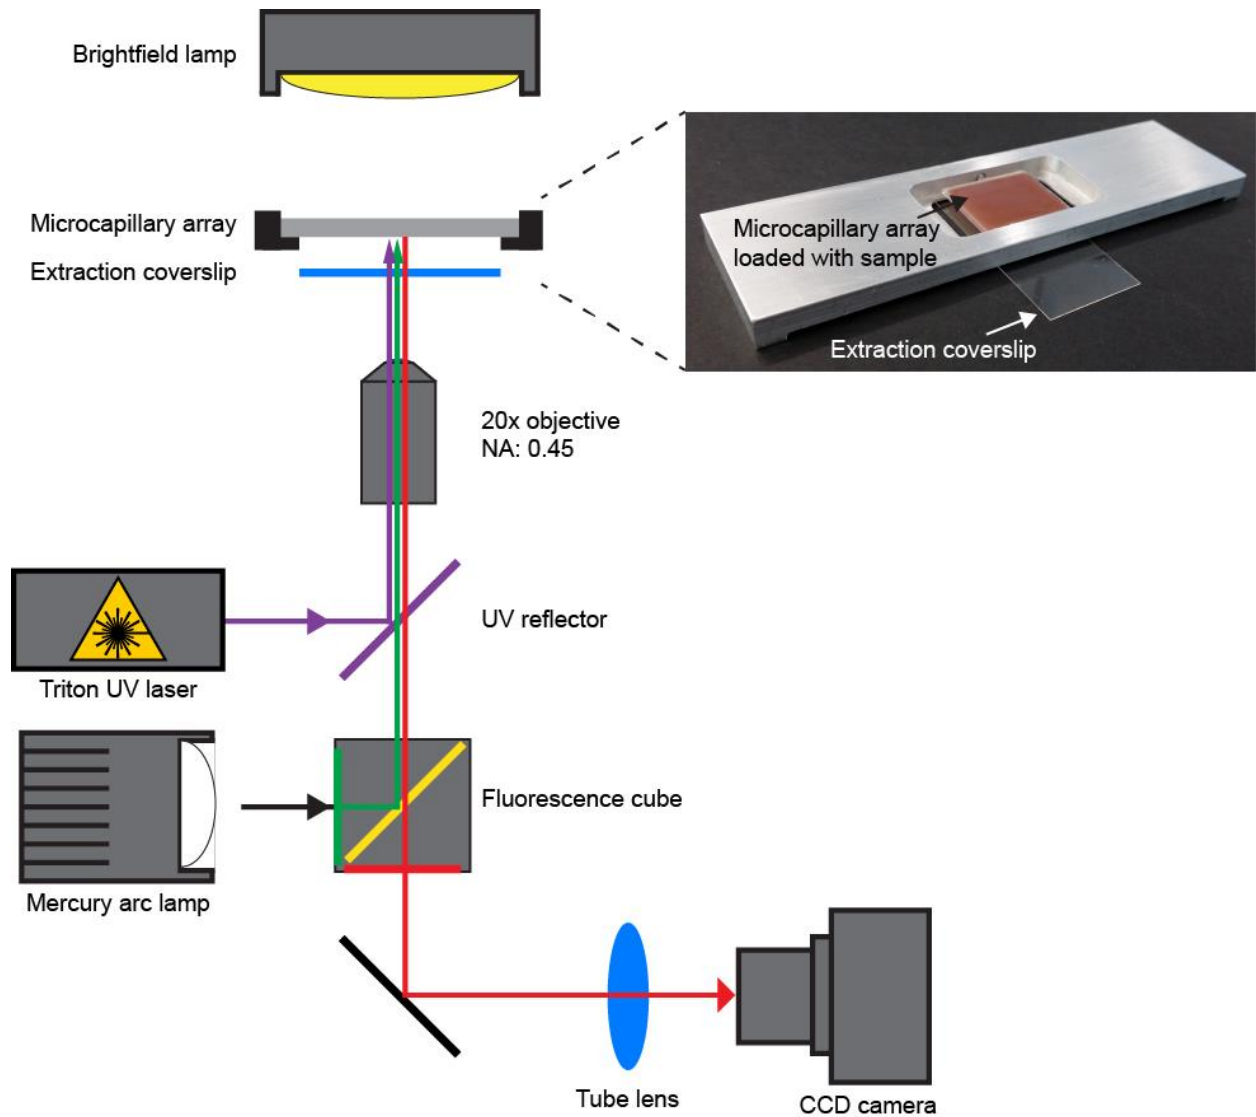 Brightfield lamp
Microcapillary array
Extraction coverslip
Microcapillary array
loaded with sample
Extraction coverslip
20x objective
NA: 0.45
UV reflector
Triton UV laser
Fluorescence cube
Mercury arc lamp
Tube lens
CCD camera